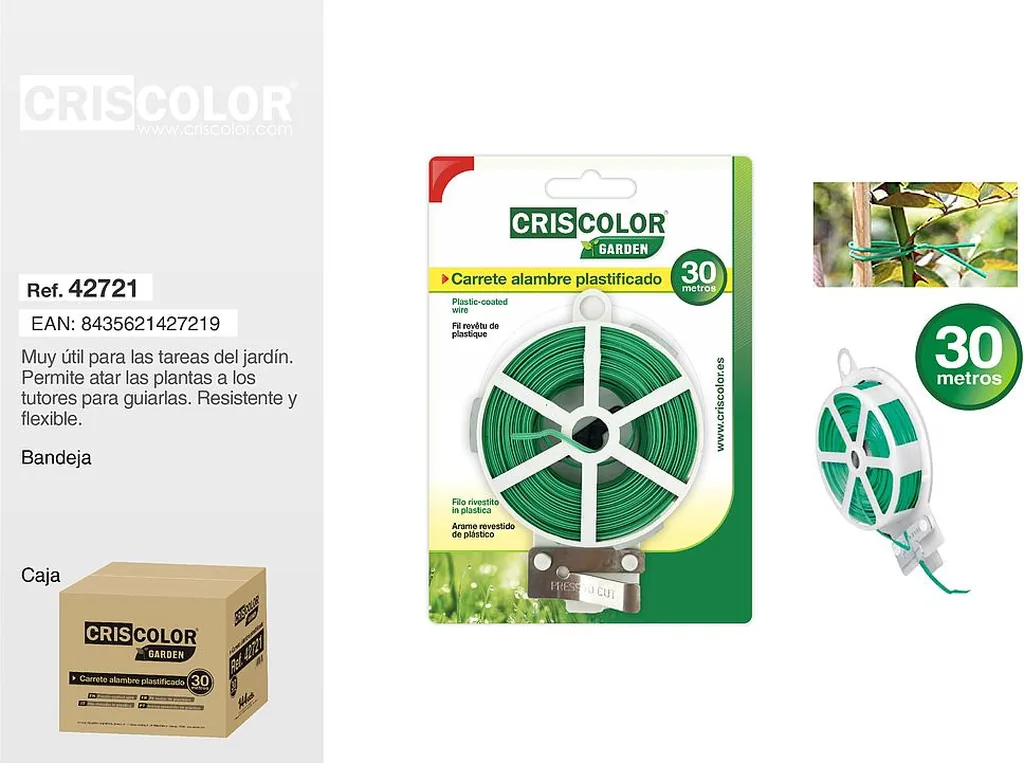 CRISCOLOR
www.criscolor.com
Ref. 42721
EAN: 8435621427219
Muy útil para las tareas del jardín.
Permite atar las plantas a los
tutores para guiarlas. Resistente y
flexible.
Bandeja
Caja
CRISCOLOR
GARDEN
Carrete alambre plastificado
30
metros
Ref. 42721
CRISCOLOR
GARDEN
Carrete alambre plastificado
30
metros
Plastic-coated
wire
Fil revêtu de
plastique
www.criscolor.es
Filo rivestito
in plastica
Arame revestido
de plástico
PRESS TO CUT
30
metros